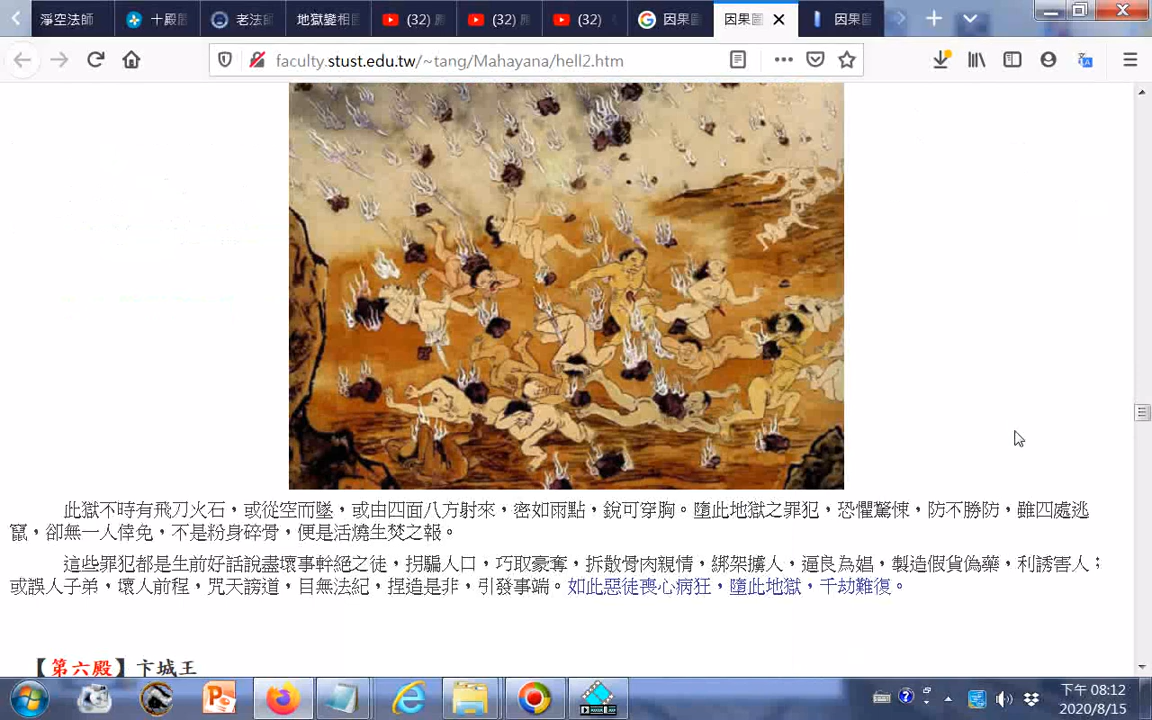 淨空法師
十殿
老法師
地獄變相
(32)
(32)
(32)
因果圖
因果圖
因果圖
faculty.stust.edu.tw/~tang/Mahayana/hell2.htm
此獄不時有飛刀火石，或從空而墜，或由四面八方射來，密如雨點，銳可穿胸。墮此地獄之罪犯，恐懼驚悚，防不勝防，雖四處逃
竄，卻無一人倖免，不是粉身碎骨，便是活燒生焚之報。
這些罪犯都是生前好話說盡壞事幹絕之徒，拐騙人口，巧取豪奪，拆散骨肉親情，綁架擄人，逼良為娼，製造假貨偽藥，利誘害人；
或誤人子弟，壞人前程，咒天謗道，目無法紀，捏造是非，引發事端。如此惡徒喪心病狂，墮此地獄，千劫難復。
【第六殿】卞城王
下午 08:12
2020/8/15